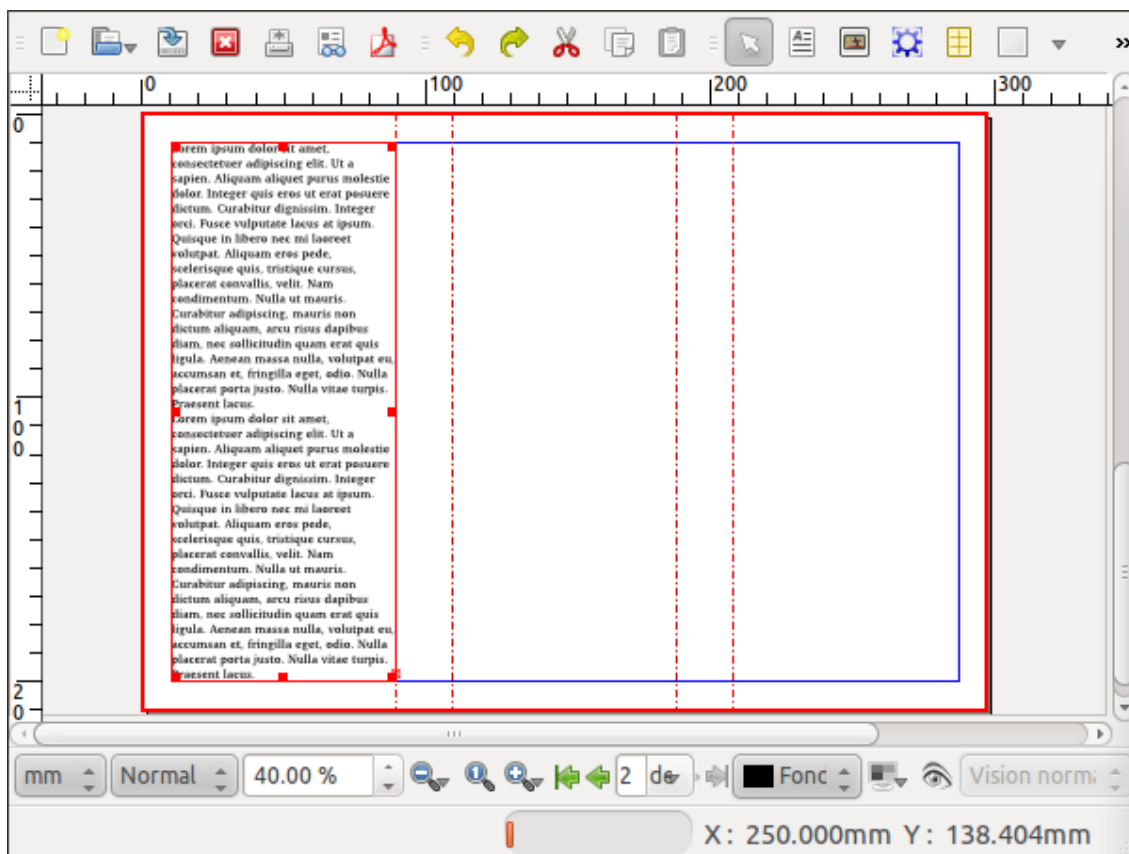 0 100 200 300
0
Lorem ipsum dolor sit amet,
consectetuer adipiscing elit. Ut a
sapien. Aliquam aliquet purus molestie
dolor. Integer quis eros ut erat posuere
dictum. Curabitur dignissim. Integer
orci. Fusce vulputate lacus at ipsum.
Quisque in libero nec mi laoreet
volutpat. Aliquam eros pede,
scelerisque quis, tristique cursus,
placerat convallis, velit. Nam
condimentum. Nulla ut mauris.
Curabitur adipiscing, mauris non
dictum aliquam, arcu risus dapibus
diam, nec sollicitudin quam erat quis
ligula. Aenean massa nulla, volutpat eu,
accumsan et, fringilla eget, odio. Nulla
placerat porta justo. Nulla vitae turpis.
Praesent lacus.
100
Lorem ipsum dolor sit amet,
consectetuer adipiscing elit. Ut a
sapien. Aliquam aliquet purus molestie
dolor. Integer quis eros ut erat posuere
dictum. Curabitur dignissim. Integer
orci. Fusce vulputate lacus at ipsum.
Quisque in libero nec mi laoreet
volutpat. Aliquam eros pede,
scelerisque quis, tristique cursus,
placerat convallis, velit. Nam
condimentum. Nulla ut mauris.
Curabitur adipiscing, mauris non
dictum aliquam, arcu risus dapibus
diam, nec sollicitudin quam erat quis
ligula. Aenean massa nulla, volutpat eu,
accumsan et, fringilla eget, odio. Nulla
placerat porta justo. Nulla vitae turpis.
Praesent lacus.
20
mm Normal 40.00 % 2 de Fonc Vision norma
X: 250.000mm Y: 138.404mm